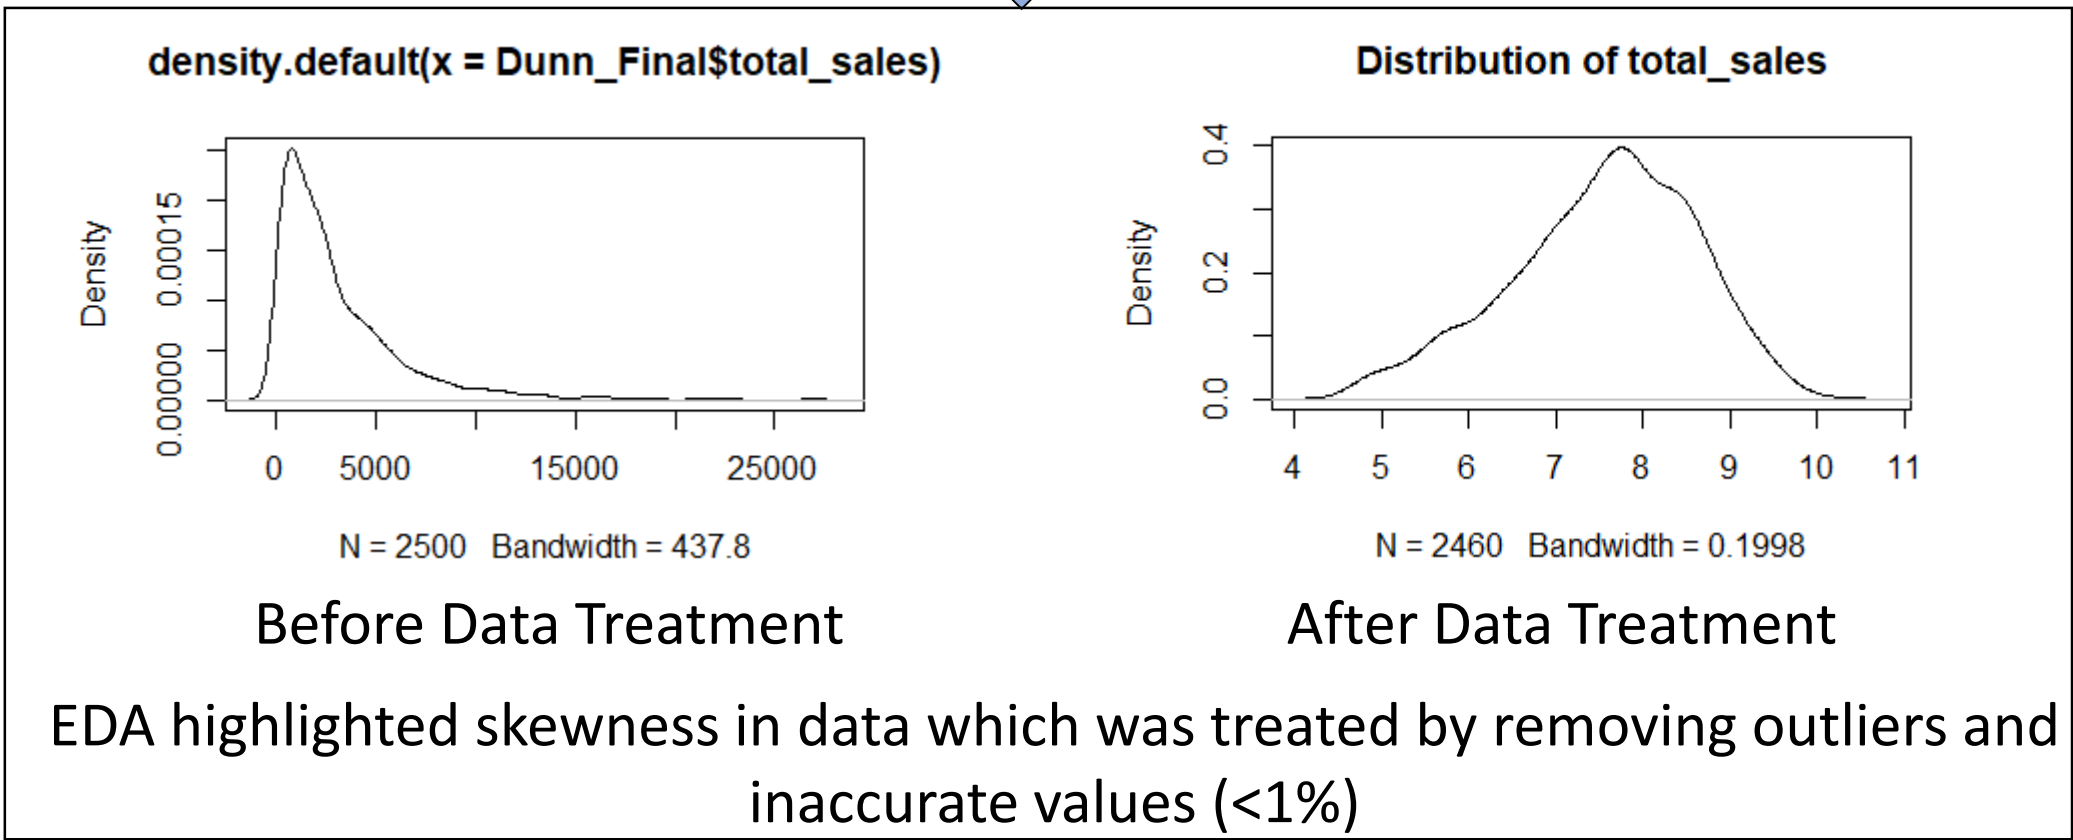 density.default(x = Dunn_Final$total_sales)
Density
0.00000 0.00015
0 5000 15000 25000
N = 2500 Bandwidth = 437.8
Before Data Treatment
Distribution of total_sales
Density
0.0 0.2 0.4
4 5 6 7 8 9 10 11
N = 2460 Bandwidth = 0.1998
After Data Treatment
EDA highlighted skewness in data which was treated by removing outliers and
inaccurate values (<1%)